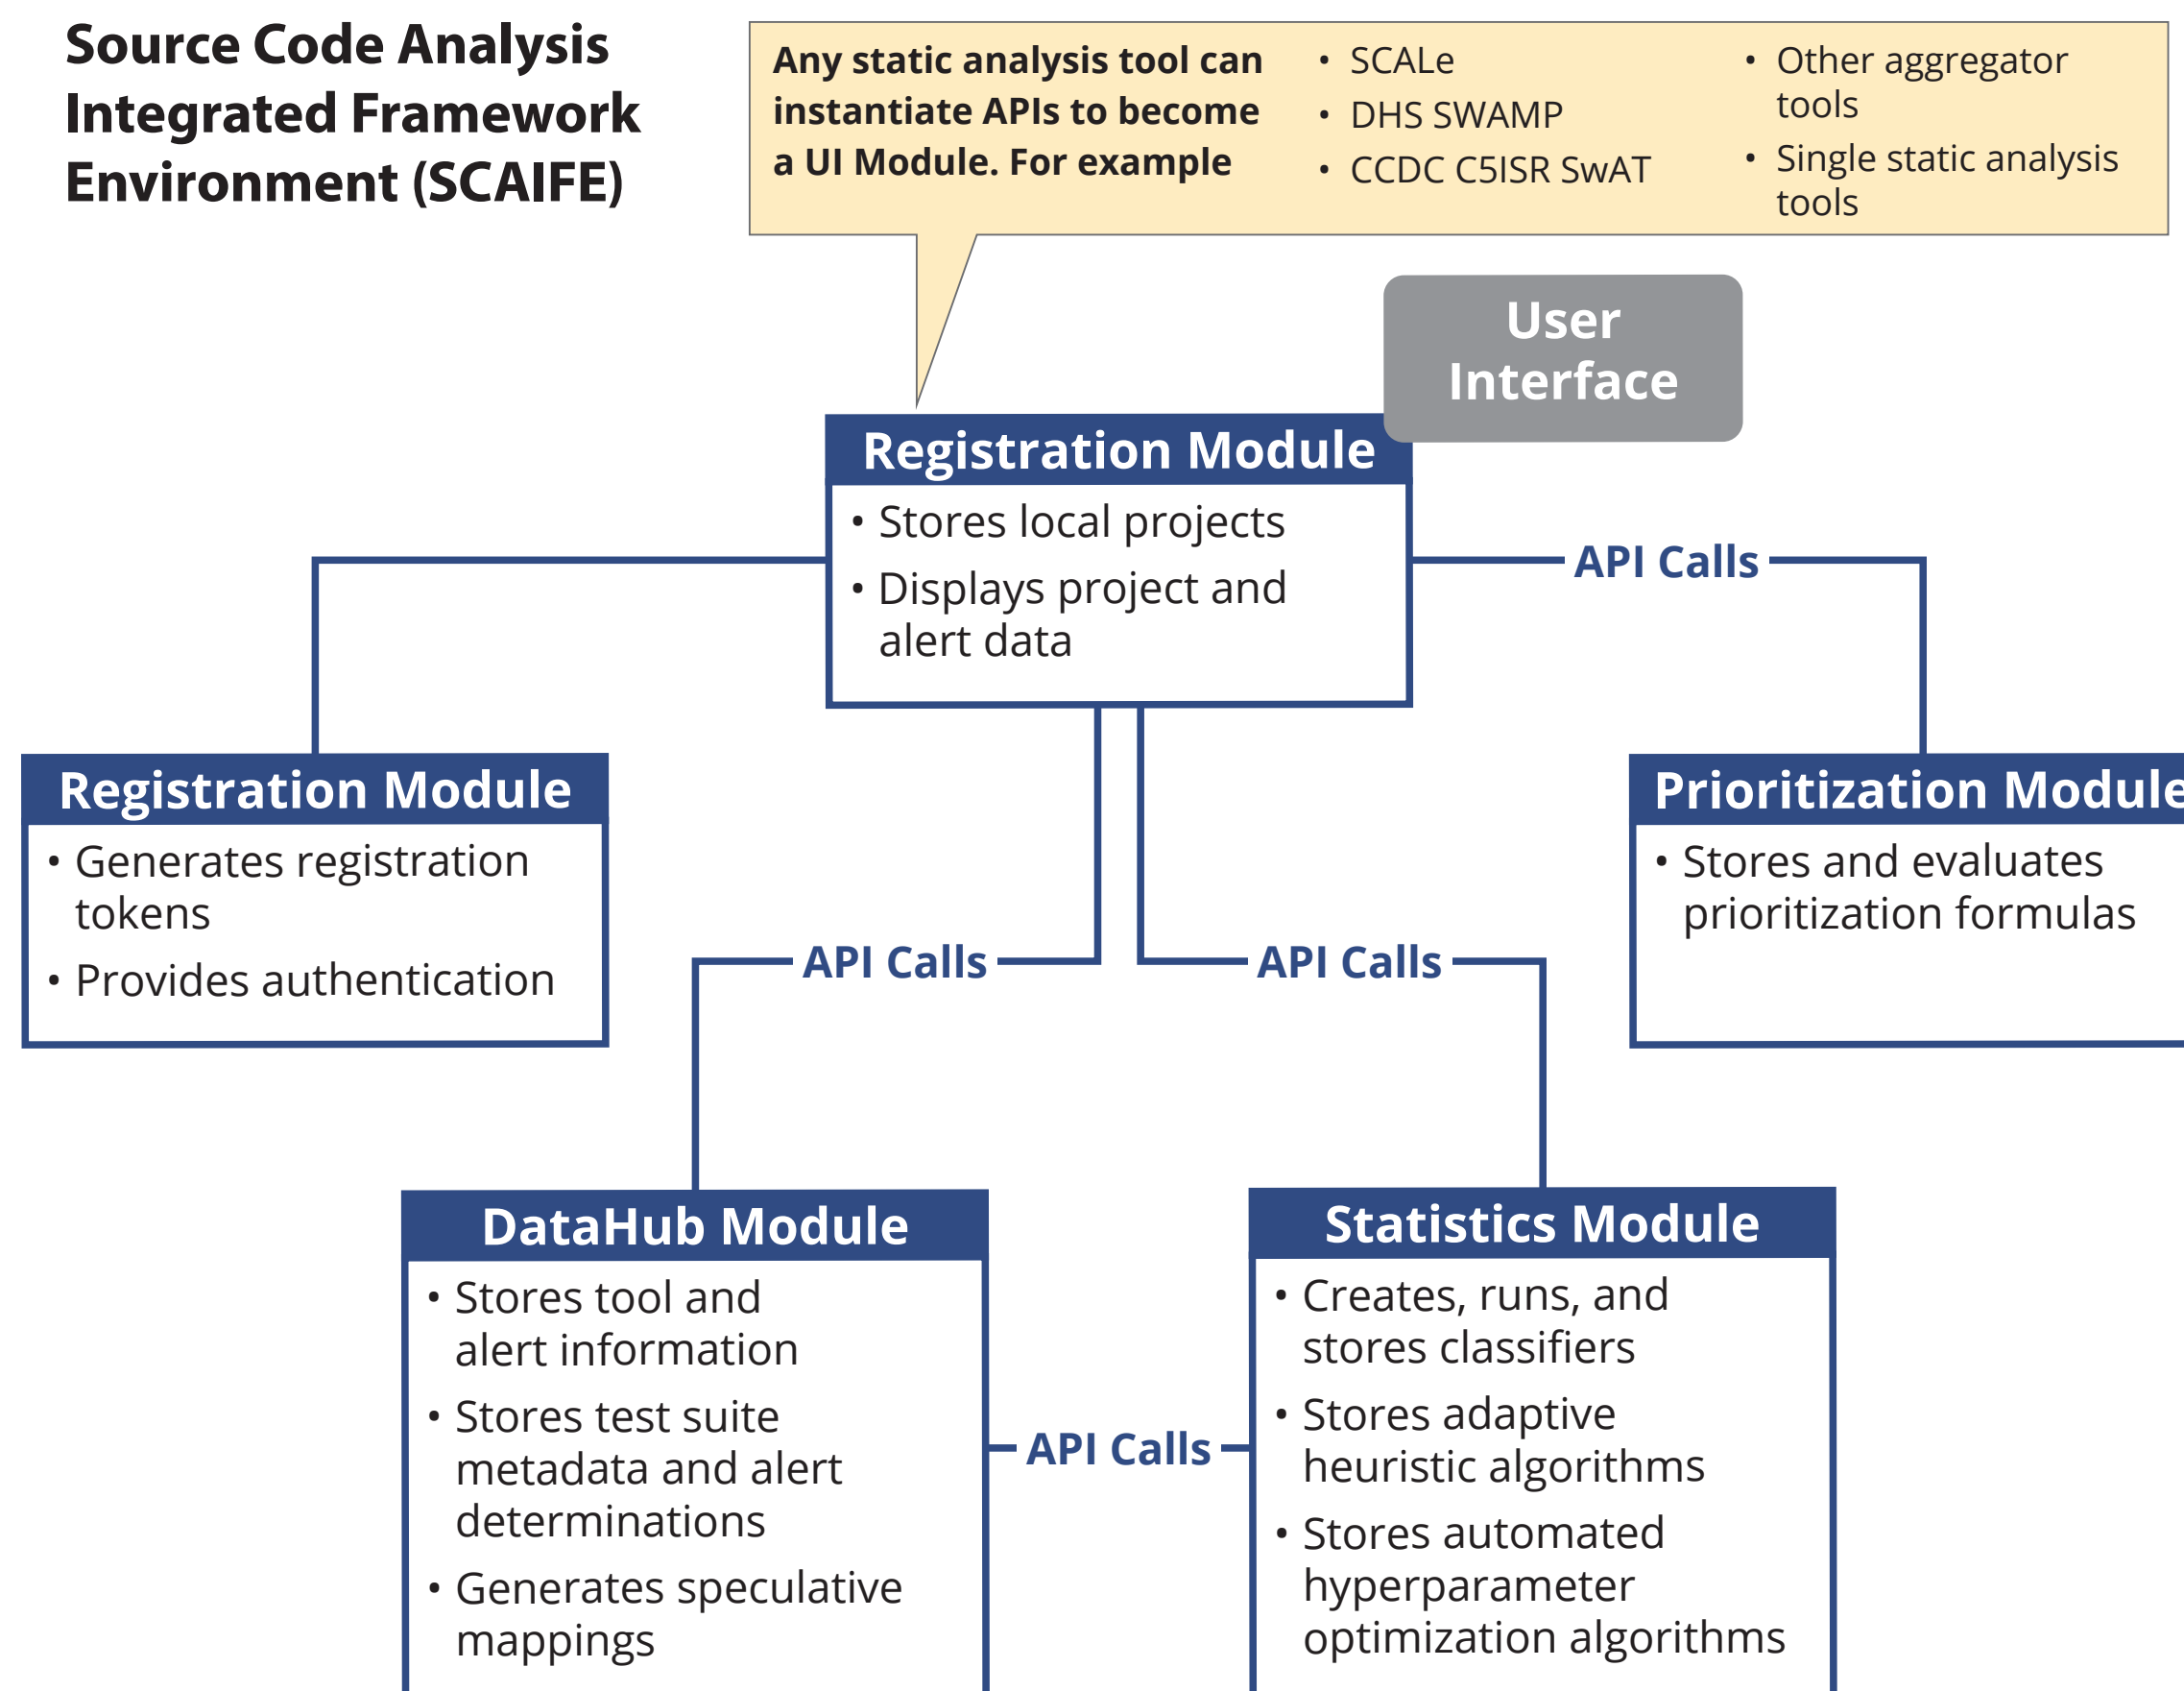 Source Code Analysis
Integrated Framework
Environment (SCAIFE)
Any static analysis tool can
instantiate APIs to become
a UI Module. For example
• SCALe
• DHS SWAMP
• CCDC C5ISR SwAT
• Other aggregator
tools
• Single static analysis
tools
User
Interface
Registration Module
• Stores local projects
• Displays project and
alert data
API Calls
Registration Module
• Generates registration
tokens
• Provides authentication
Prioritization Module
• Stores and evaluates
prioritization formulas
API Calls
API Calls
DataHub Module
• Stores tool and
alert information
• Stores test suite
metadata and alert
determinations
• Generates speculative
mappings
API Calls
Statistics Module
• Creates, runs, and
stores classifiers
• Stores adaptive
heuristic algorithms
• Stores automated
hyperparameter
optimization algorithms